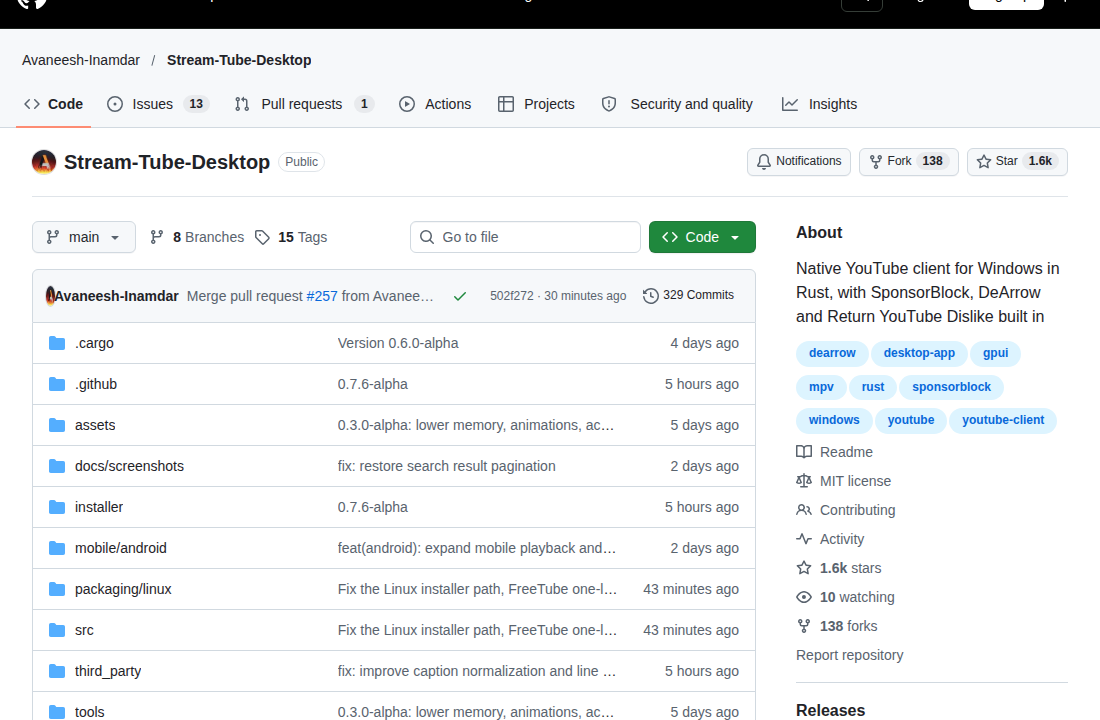 Avaneesh-Inamdar / Stream-Tube-Desktop
Code Issues 13 Pull requests 1 Actions Projects Security and quality Insights
Stream-Tube-Desktop Public Notifications Fork 138 Star 1.6k
main 8 Branches 15 Tags Go to file Code
Avaneesh-Inamdar Merge pull request #257 from Avanee… 502f272 · 30 minutes ago 329 Commits
.cargo Version 0.6.0-alpha 4 days ago
.github 0.7.6-alpha 5 hours ago
assets 0.3.0-alpha: lower memory, animations, ac… 5 days ago
docs/screenshots fix: restore search result pagination 2 days ago
installer 0.7.6-alpha 5 hours ago
mobile/android feat(android): expand mobile playback and… 2 days ago
packaging/linux Fix the Linux installer path, FreeTube one-l… 43 minutes ago
src Fix the Linux installer path, FreeTube one-l… 43 minutes ago
third_party fix: improve caption normalization and line … 5 hours ago
tools 0.3.0-alpha: lower memory, animations, ac… 5 days ago
About
Native YouTube client for Windows in
Rust, with SponsorBlock, DeArrow
and Return YouTube Dislike built in
dearrow desktop-app gpui
mpv rust sponsorblock
windows youtube youtube-client
Readme
MIT license
Contributing
Activity
1.6k stars
10 watching
138 forks
Report repository
Releases